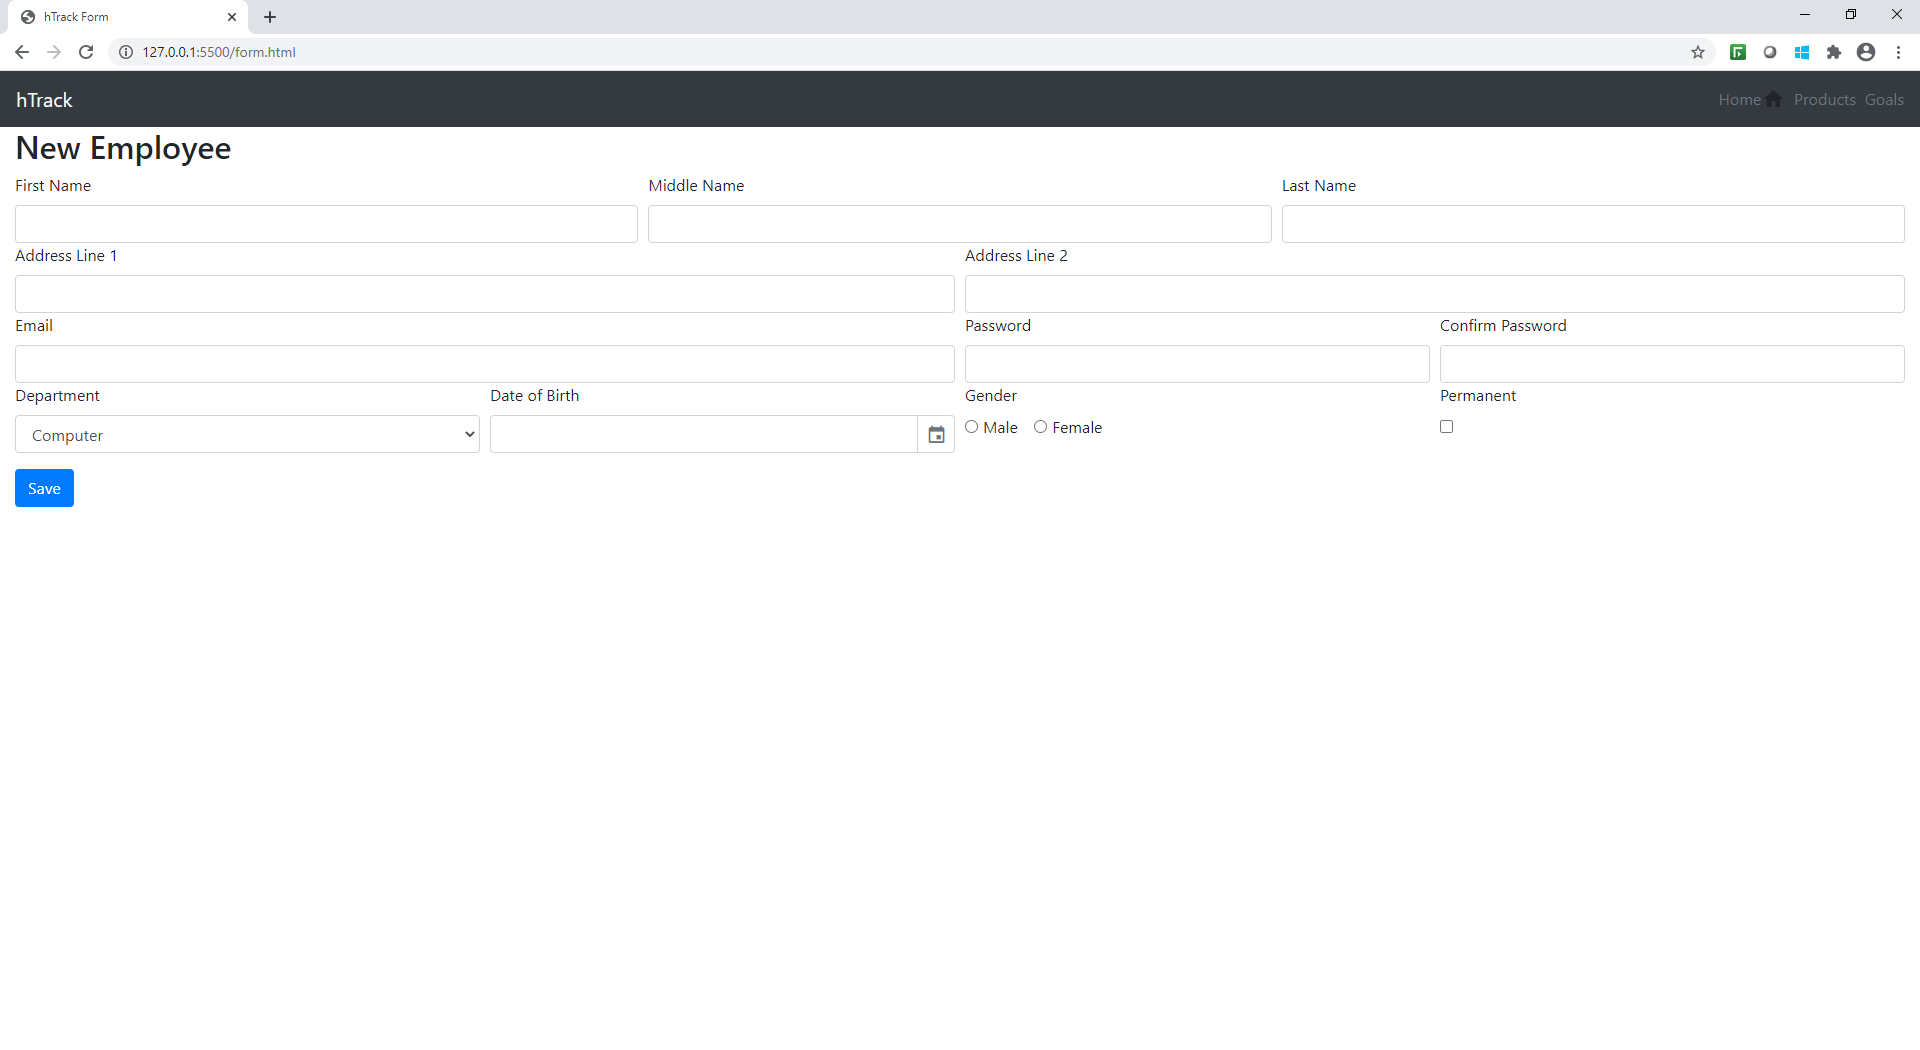 hTrack Form
127.0.0.1:5500/form.html
hTrack Home Products Goals
New Employee
First Name Middle Name Last Name
Address Line 1 Address Line 2
Email Password Confirm Password
Department Date of Birth Gender Permanent
Computer Male Female
Save